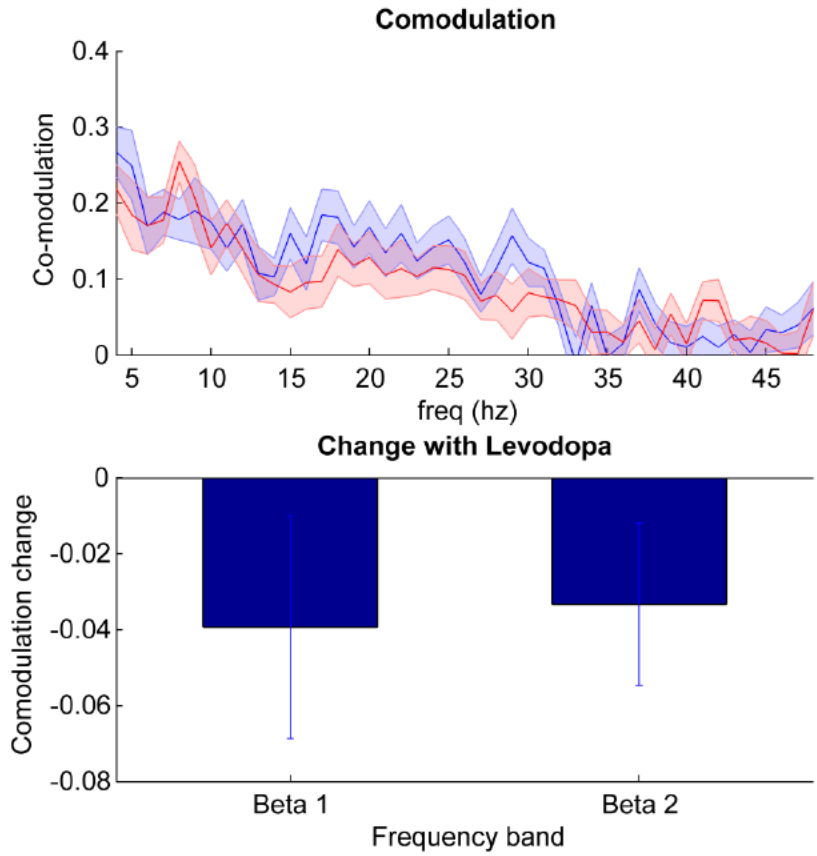 Comodulation
0.4
0.3
0.2
0.1
0
Co-modulation
5 10 15 20 25 30 35 40 45
freq (hz)
Change with Levodopa
0
-0.02
-0.04
-0.06
-0.08
Comodulation change
Beta 1 Beta 2
Frequency band